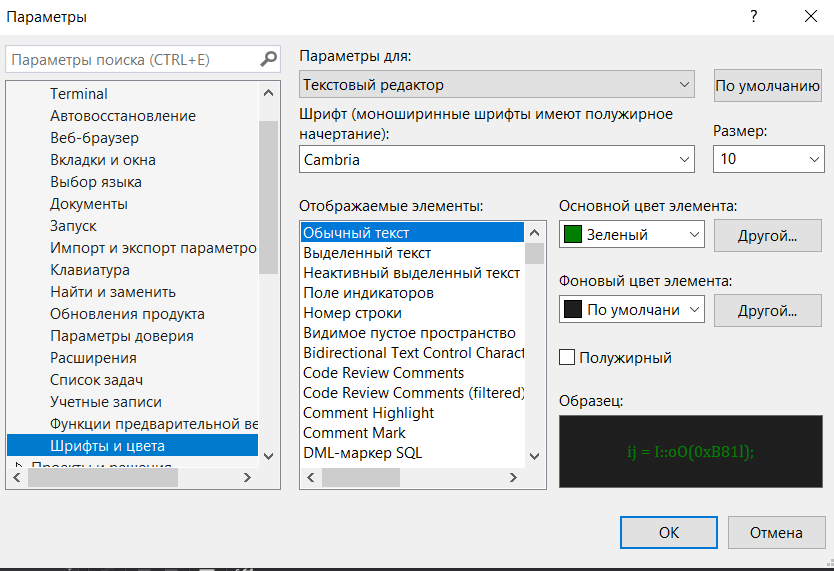 Параметры
?
Параметры поиска (CTRL+E)
Terminal
Автовосстановление
Веб-браузер
Вкладки и окна
Выбор языка
Документы
Запуск
Импорт и экспорт параметро
Клавиатура
Найти и заменить
Обновления продукта
Параметры доверия
Расширения
Список задач
Учетные записи
Функции предварительной ве
Шрифты и цвета
Проекты и решения
Параметры для:
Текстовый редактор
По умолчанию
Шрифт (моноширинные шрифты имеют полужирное
начертание):
Размер:
Cambria
10
Отображаемые элементы:
Обычный текст
Выделенный текст
Неактивный выделенный текст
Поле индикаторов
Номер строки
Видимое пустое пространство
Bidirectional Text Control Charact
Code Review Comments
Code Review Comments (filtered)
Comment Highlight
Comment Mark
DML-маркер SQL
Основной цвет элемента:
Зеленый
Другой...
Фоновый цвет элемента:
По умолчани
Другой...
Полужирный
Образец:
ij = I::oO(0xB81l);
OK
Отмена